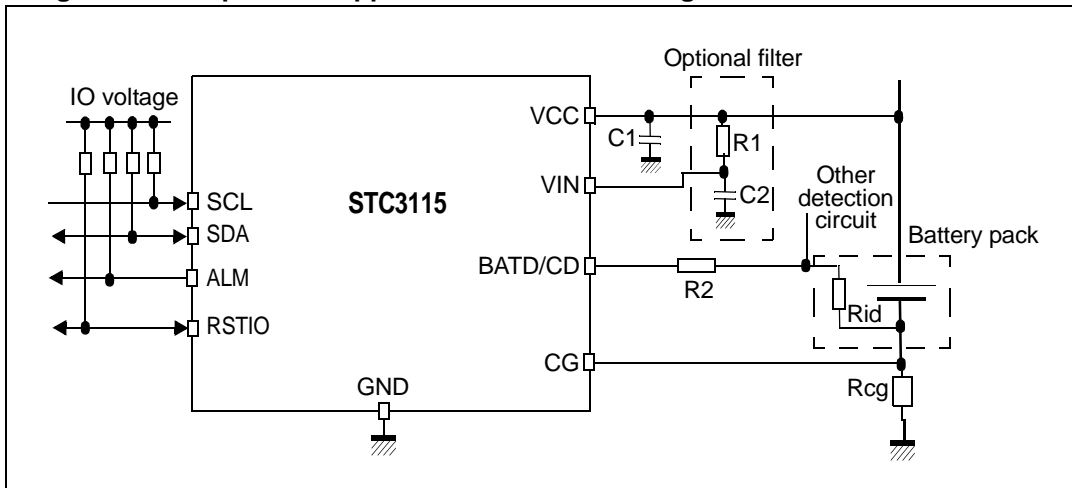 Optional filter
IO voltage
VCC
C1
R1
VIN
C2
Other
detection
circuit
SCL
STC3115
SDA
Battery pack
BATD/CD
ALM
R2
Rid
RSTIO
CG
GND
Rcg